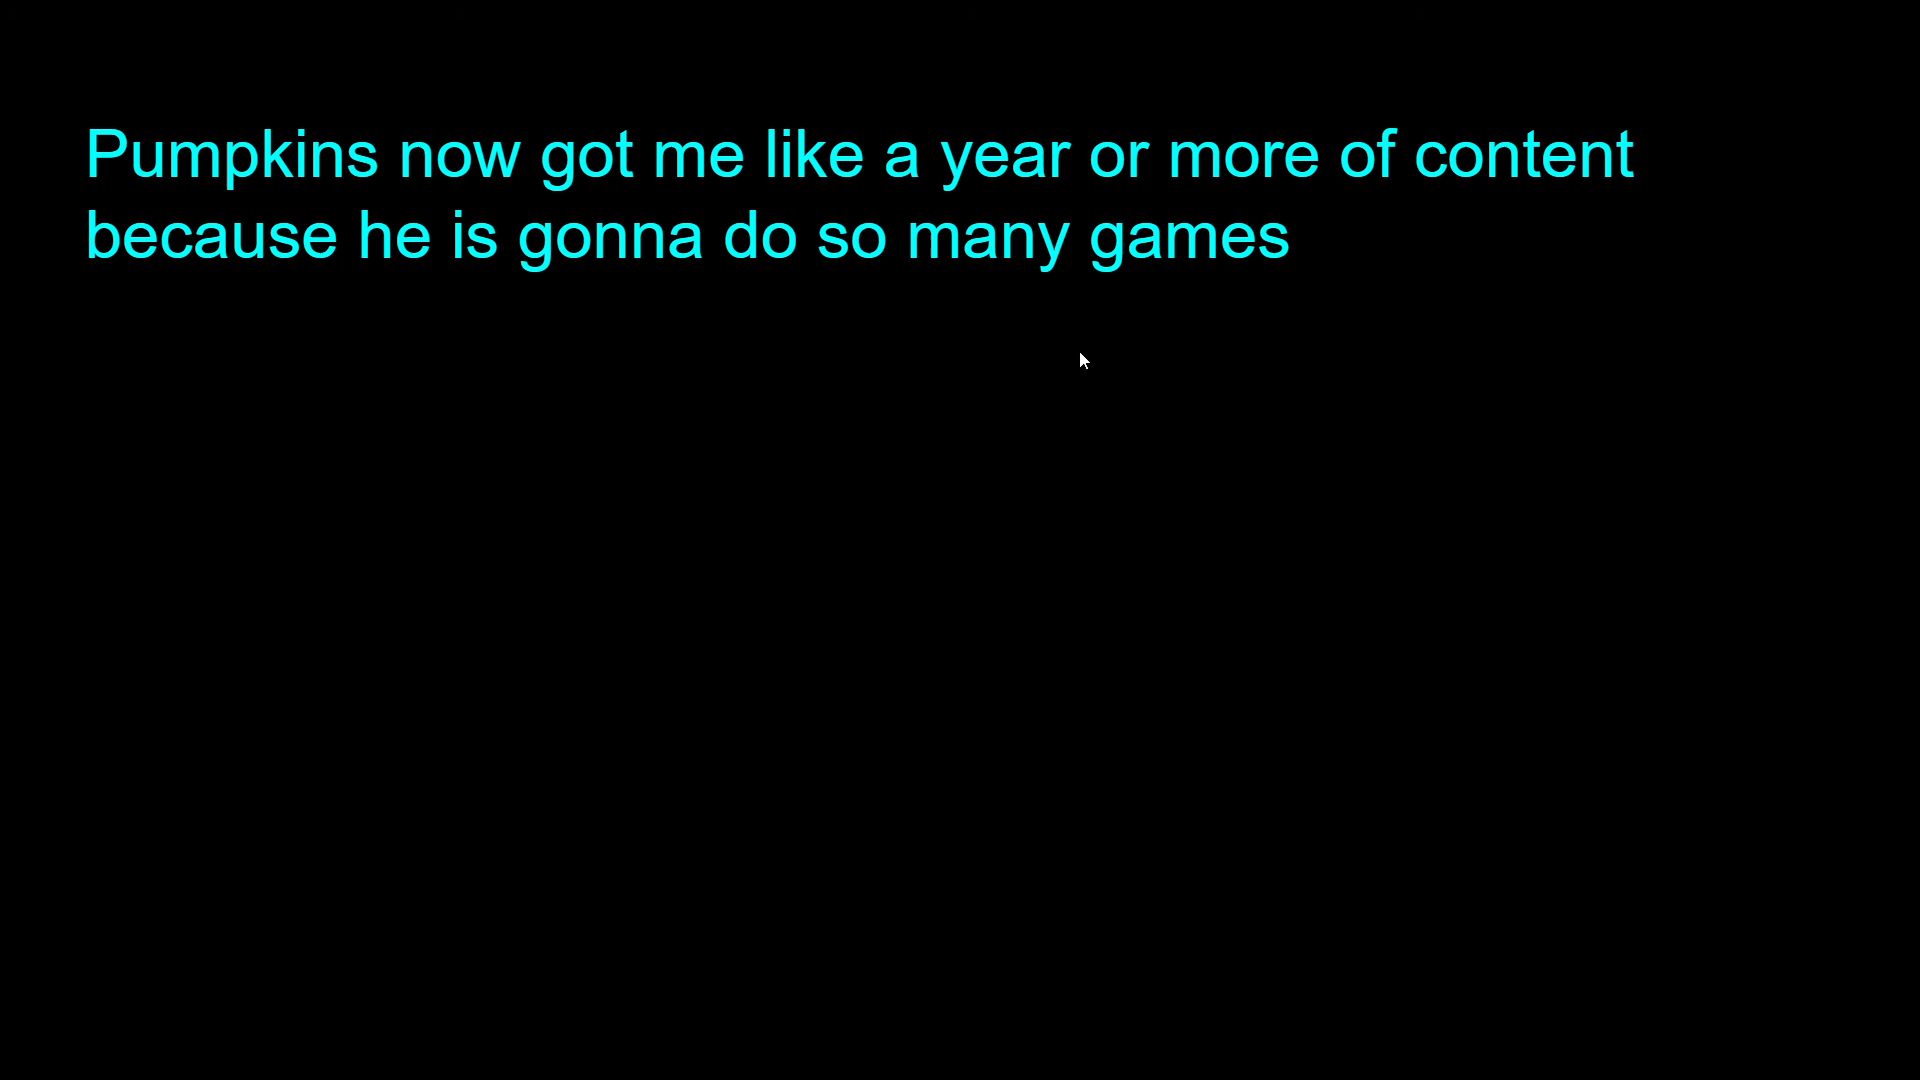 Pumpkins now got me like a year or more of content
because he is gonna do so many games